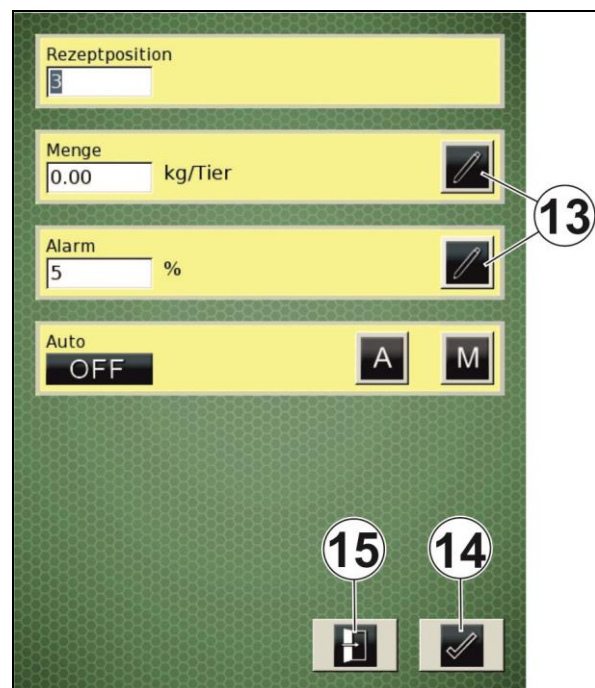 Rezeptposition
3
Menge
0.00 kg/Tier
13
Alarm
5 %
Auto
OFF A M
15 14